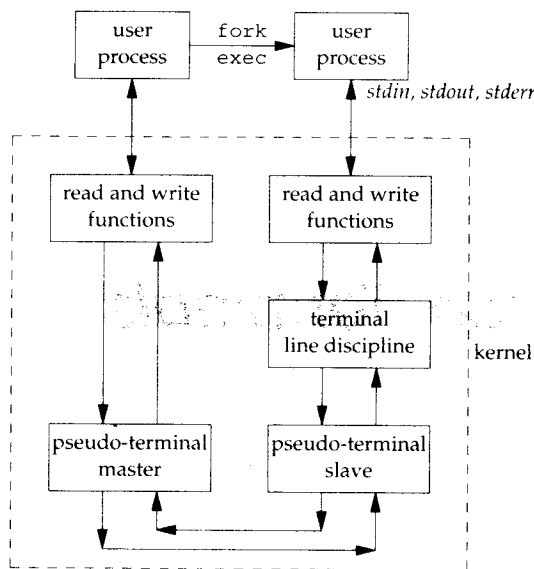 user
process
fork
exec
user
process
stdin, stdout, stderr
read and write
functions
read and write
functions
terminal
line discipline
kernel
pseudo-terminal
master
pseudo-terminal
slave